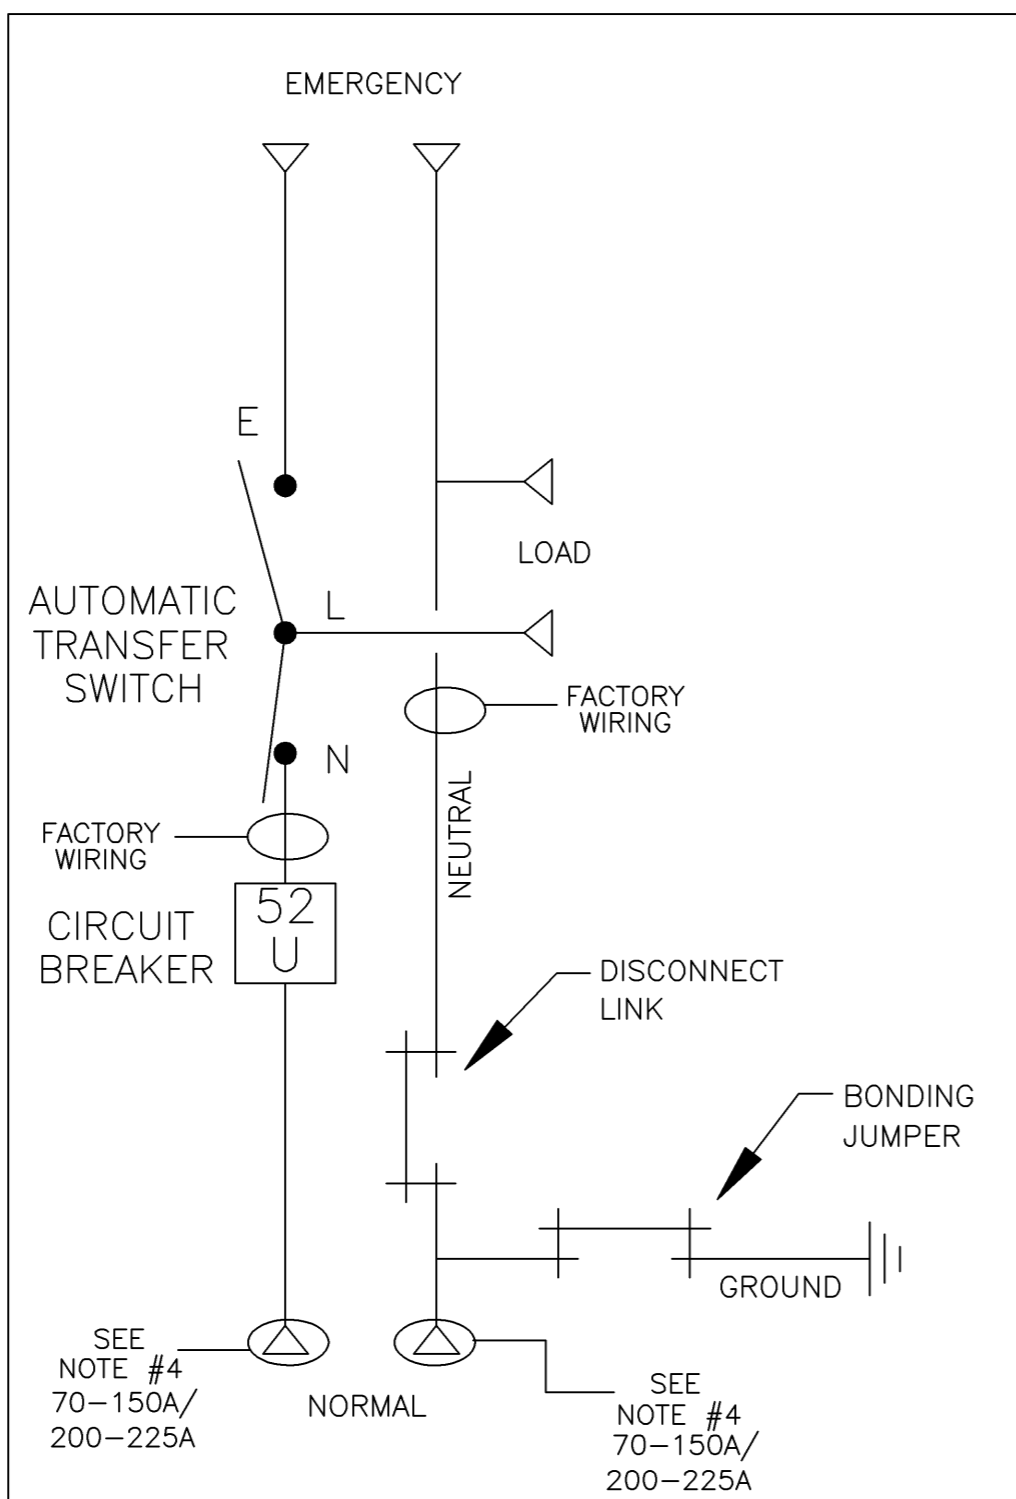 EMERGENCY
E
LOAD
L
AUTOMATIC
TRANSFER
SWITCH
FACTORY
WIRING
N
NEUTRAL
FACTORY
WIRING
52
U
CIRCUIT
BREAKER
DISCONNECT
LINK
BONDING
JUMPER
GROUND
SEE
NOTE #4
70-150A/
200-225A
NORMAL
SEE
NOTE #4
70-150A/
200-225A